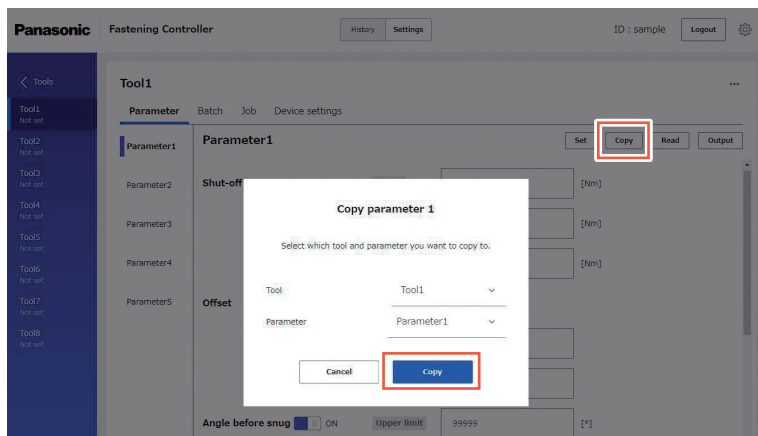 Panasonic Fastening Controller History Settings ID : sample Logout
Tools
Tool1
Not set
Tool2
Not set
Tool3
Not set
Tool4
Not set
Tool5
Not set
Tool6
Not set
Tool7
Not set
Tool8
Not set
Tool1 ...
Parameter Batch Job Device settings
Parameter1
Parameter2
Parameter3
Parameter4
Parameter5
Parameter1 Set Copy Read Output
Shut-off [Nm]
[Nm]
[Nm]
Offset
Angle before snug ON Upper limit 99999 [°]
Copy parameter 1
Select which tool and parameter you want to copy to.
Tool Tool1
Parameter Parameter1
Cancel Copy